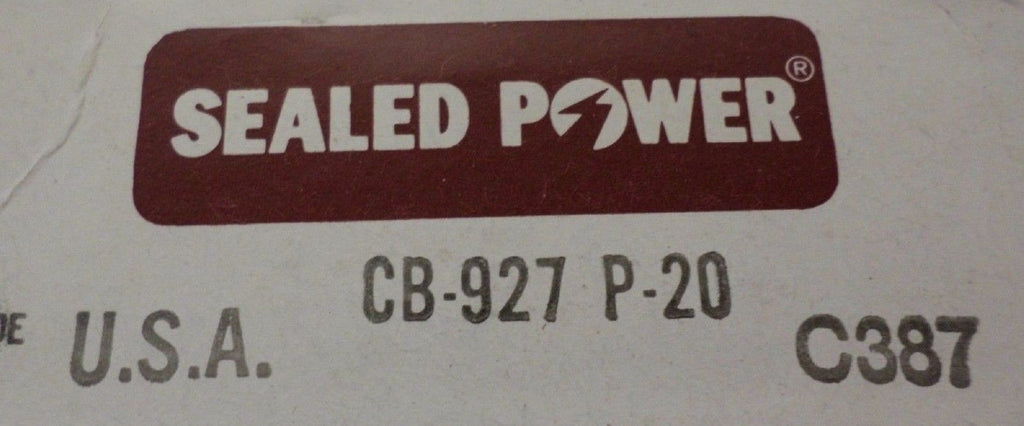 SEALED POWER®
CB-927 P-20
U.S.A.
C387